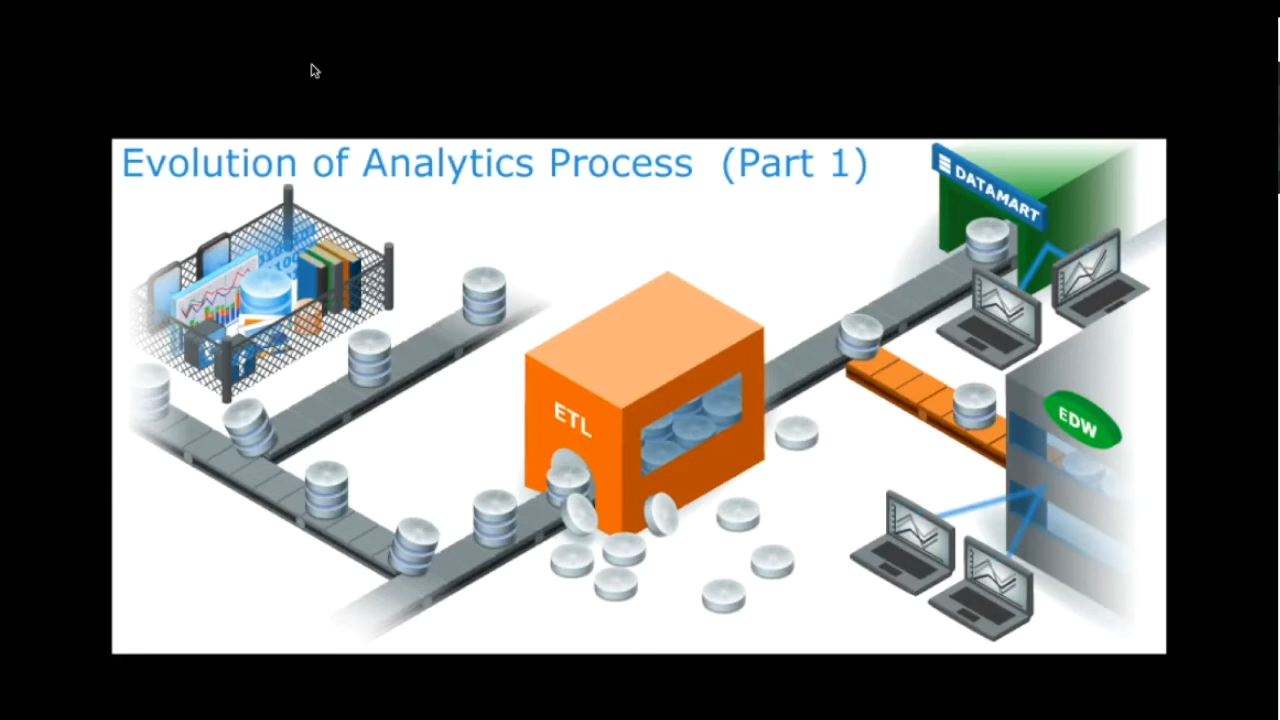 Evolution of Analytics Process (Part 1)
DATAMART
ETL
EDW